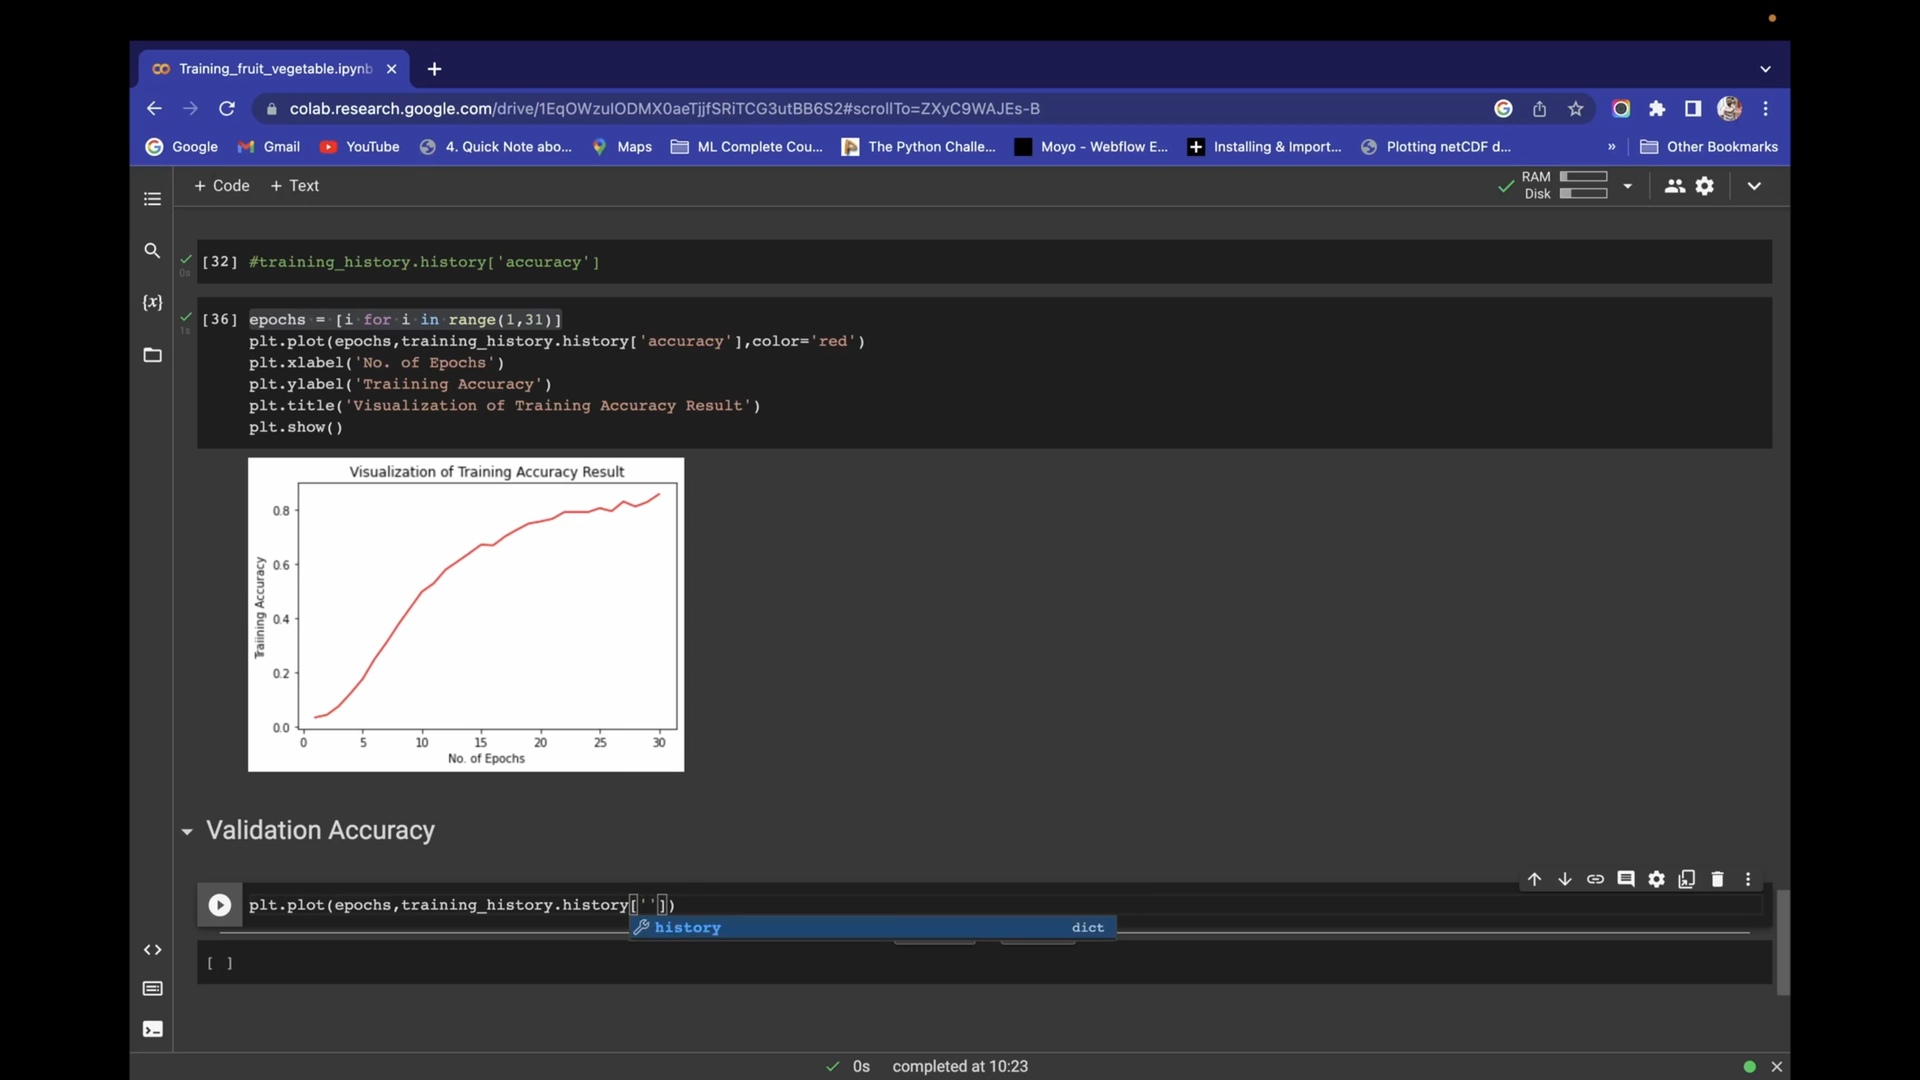 Training_fruit_vegetable.ipynb
colab.research.google.com/drive/1EqOWzuIODMX0aeTjjfSRiTCG3utBB6S2#scrollTo=ZXyC9WAJEs-B
Google Gmail YouTube 4. Quick Note abo... Maps ML Complete Cou... The Python Challe... Moyo - Webflow E... Installing & Import... Plotting netCDF d... » Other Bookmarks
+ Code + Text
RAM
Disk
0s
[32] #training_history.history['accuracy']
1s
[36] epochs = [i for i in range(1,31)]
plt.plot(epochs,training_history.history['accuracy'],color='red')
plt.xlabel('No. of Epochs')
plt.ylabel('Traiining Accuracy')
plt.title('Visualization of Training Accuracy Result')
plt.show()
Visualization of Training Accuracy Result
Traiining Accuracy
0.8
0.6
0.4
0.2
0.0
0 5 10 15 20 25 30
No. of Epochs
Validation Accuracy
plt.plot(epochs,training_history.history[''])
history dict
[ ]
0s completed at 10:23